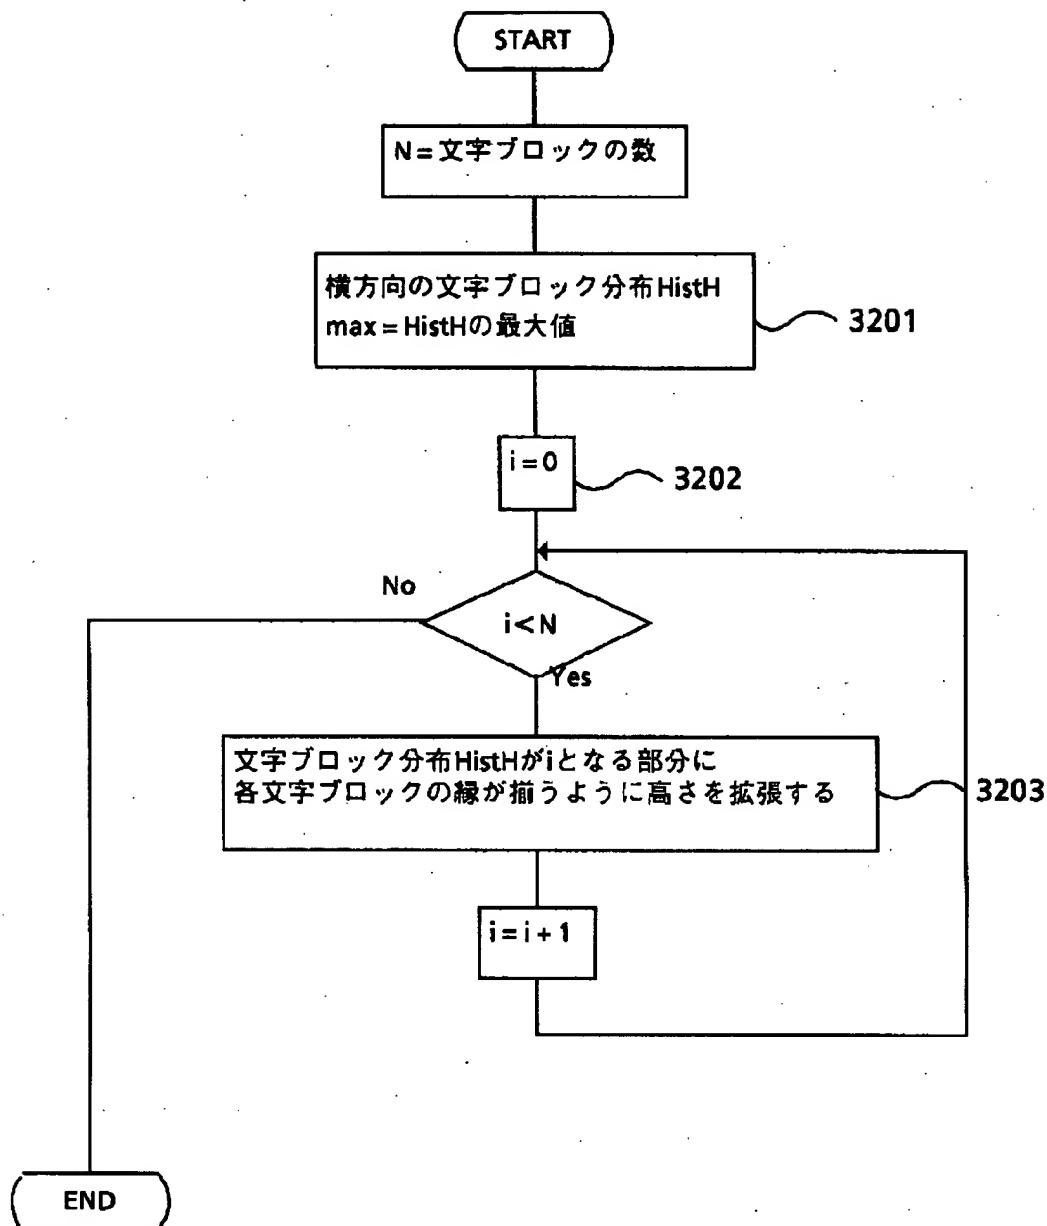 START
N=文字ブロックの数
横方向の文字ブロック分布HistH
max=HistHの最大値
3201
i=0
3202
No
i<N
Yes
文字ブロック分布HistHがiとなる部分に
各文字ブロックの縁が揃うように高さを拡張する
3203
i=i+1
END